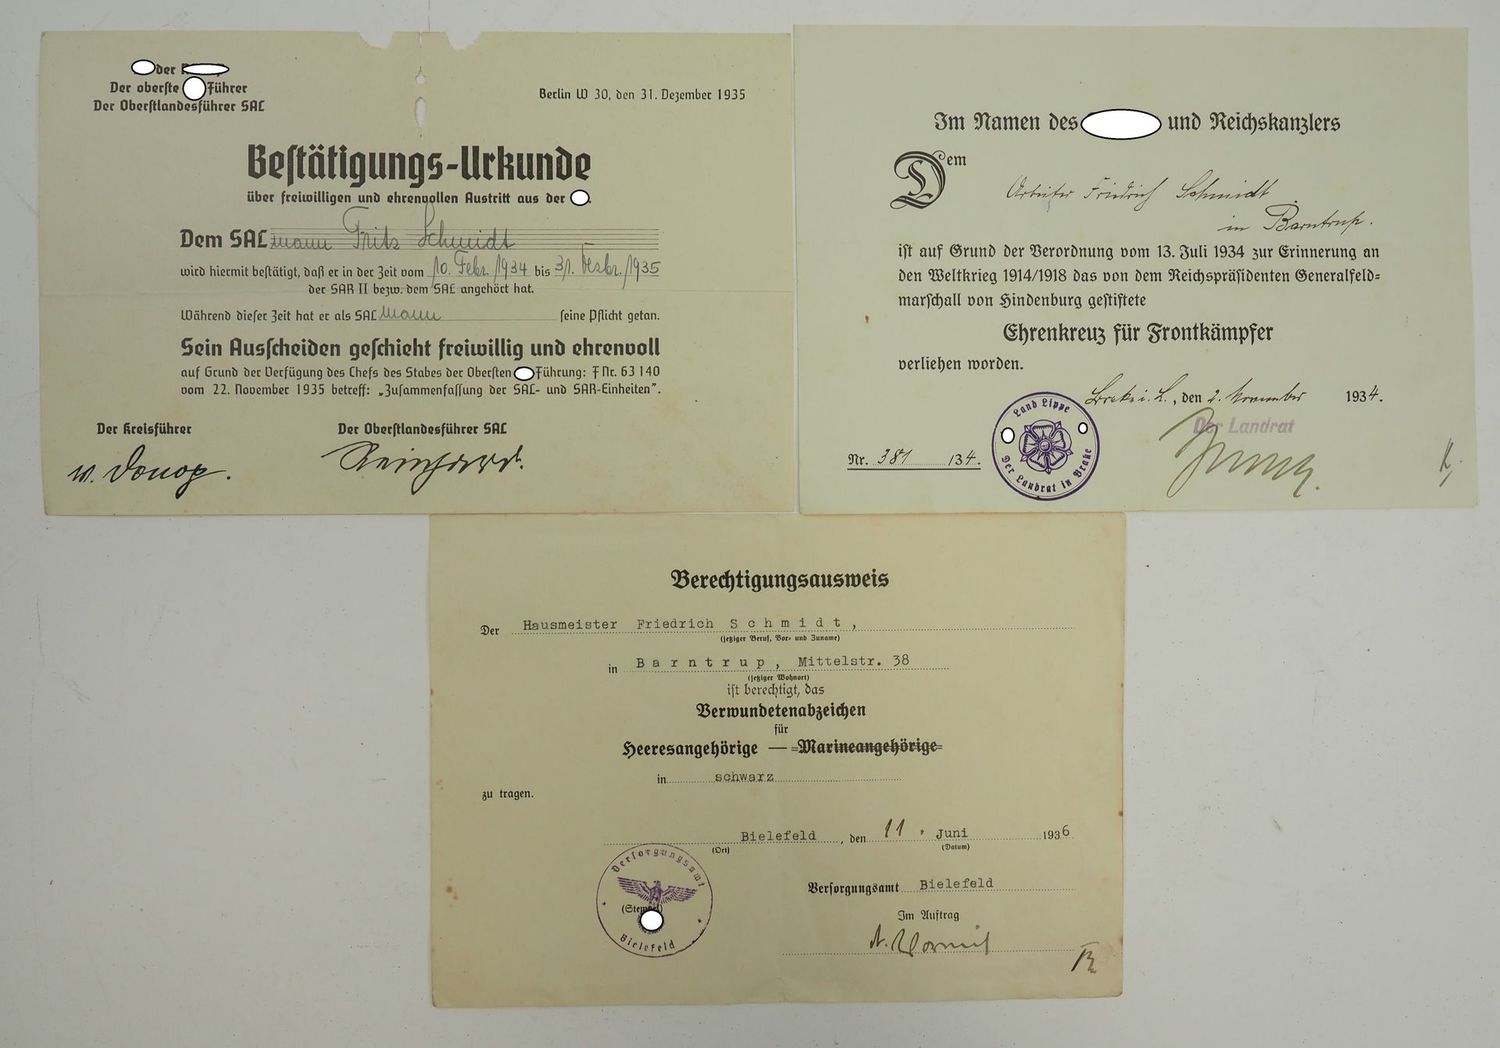 der
Der oberste Führer
Der Oberstlandesführer SAL
Berlin W 30, den 31. Dezember 1935
Bestätigungs-Urkunde
über freiwilligen und ehrenvollen Austritt aus der
Dem SAL mann Fritz Schmidt
wird hiermit bestätigt, daß er in der Zeit vom 10. Febr. 1934 bis 31. Dezbr. 1935
der SAR II bezw. dem SAL angehört hat.
Während dieser Zeit hat er als SAL mann seine Pflicht getan.
Sein Ausscheiden geschieht freiwillig und ehrenvoll
auf Grund der Verfügung des Chefs des Stabes der Obersten Führung: F Nr. 63 140
vom 22. November 1935 betreff: „Zusammenfassung der SAL- und SAR-Einheiten".
Der Kreisführer
Der Oberstlandesführer SAL
v. Donop.
Reinhard.
Im Namen des und Reichskanzlers
Dem
Arbeiter Friedrich Schmidt
in Barntrup.
ist auf Grund der Verordnung vom 13. Juli 1934 zur Erinnerung an
den Weltkrieg 1914/1918 das von dem Reichspräsidenten Generalfeld-
marschall von Hindenburg gestiftete
Ehrenkreuz für Frontkämpfer
verliehen worden.
Brake i. L., den 2. November 1934.
Der Landrat
Nr. 381 /34.
Land Lippe
Der Landrat in Brake
Berechtigungsausweis
Der Hausmeister Friedrich Schmidt,
(jetziger Beruf, Vor- und Zuname)
in Barntrup, Mittelstr. 38
(jetziger Wohnort)
ist berechtigt, das
Verwundetenabzeichen
für
Heeresangehörige — Marineangehörige
in schwarz
zu tragen.
Bielefeld, den 11. Juni 1936
(Ort)
(Datum)
Versorgungsamt
(Stempel)
Bielefeld
Versorgungsamt Bielefeld
Im Auftrag